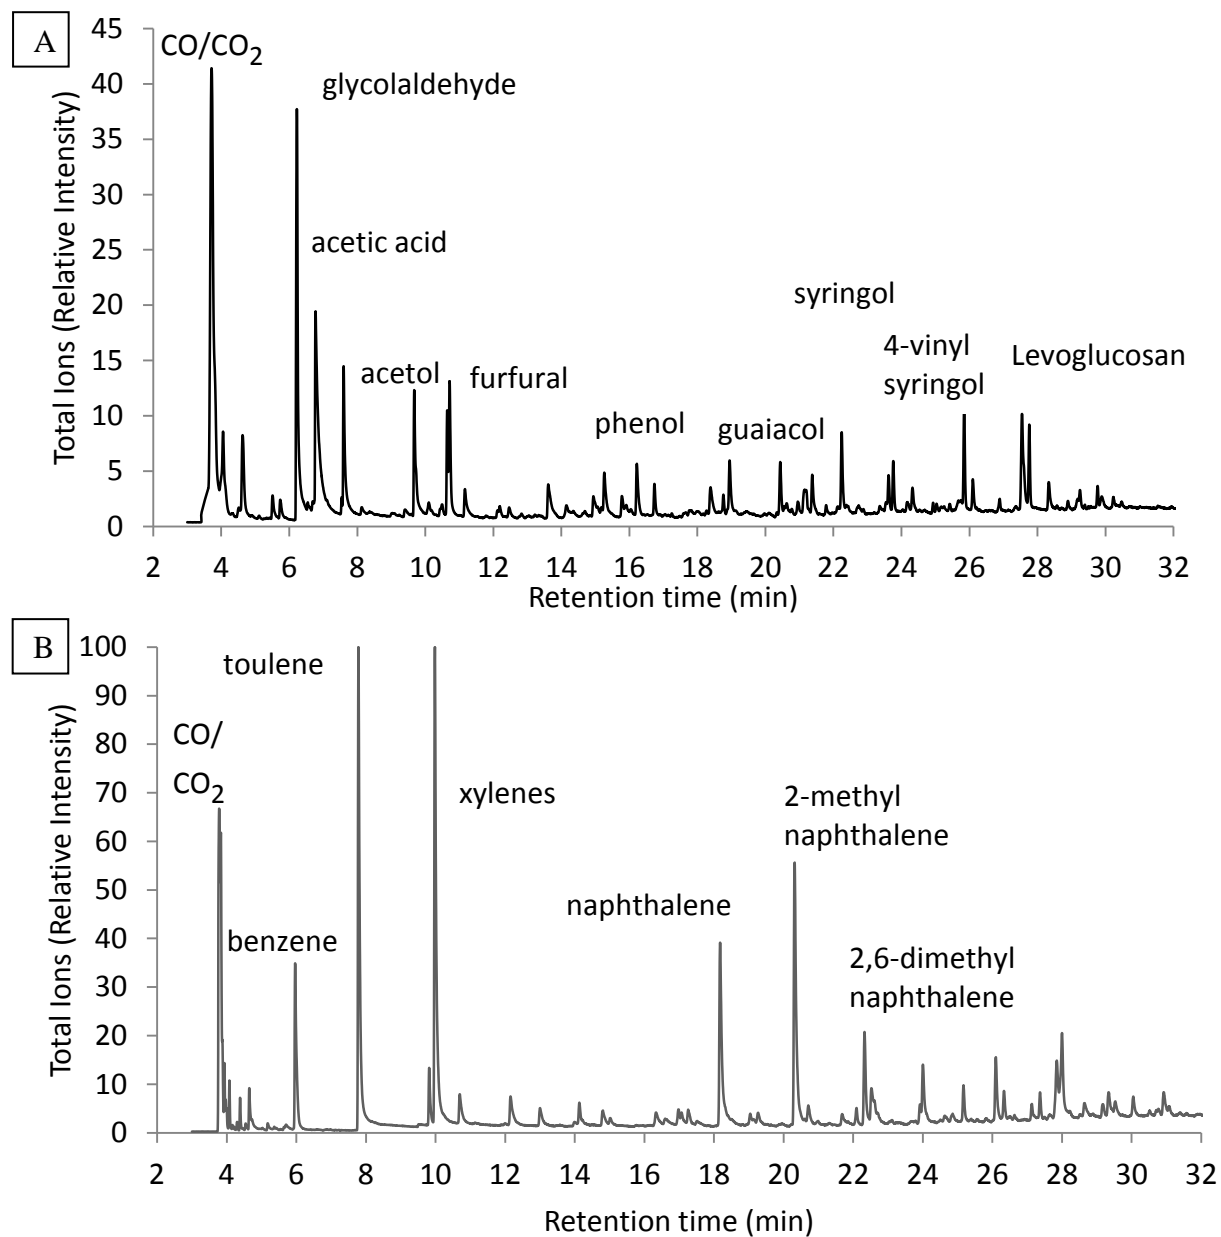 A
45
40
35
30
25
20
15
10
5
0
Total Ions (Relative Intensity)
CO/CO2
glycolaldehyde
acetic acid
acetol
furfural
phenol
guaiacol
syringol
4-vinyl
syringol
Levoglucosan
2 4 6 8 10 12 14 16 18 20 22 24 26 28 30 32
Retention time (min)
B
100
90
80
70
60
50
40
30
20
10
0
Total Ions (Relative Intensity)
toulene
CO/
CO2
benzene
xylenes
naphthalene
2-methyl
naphthalene
2,6-dimethyl
naphthalene
2 4 6 8 10 12 14 16 18 20 22 24 26 28 30 32
Retention time (min)